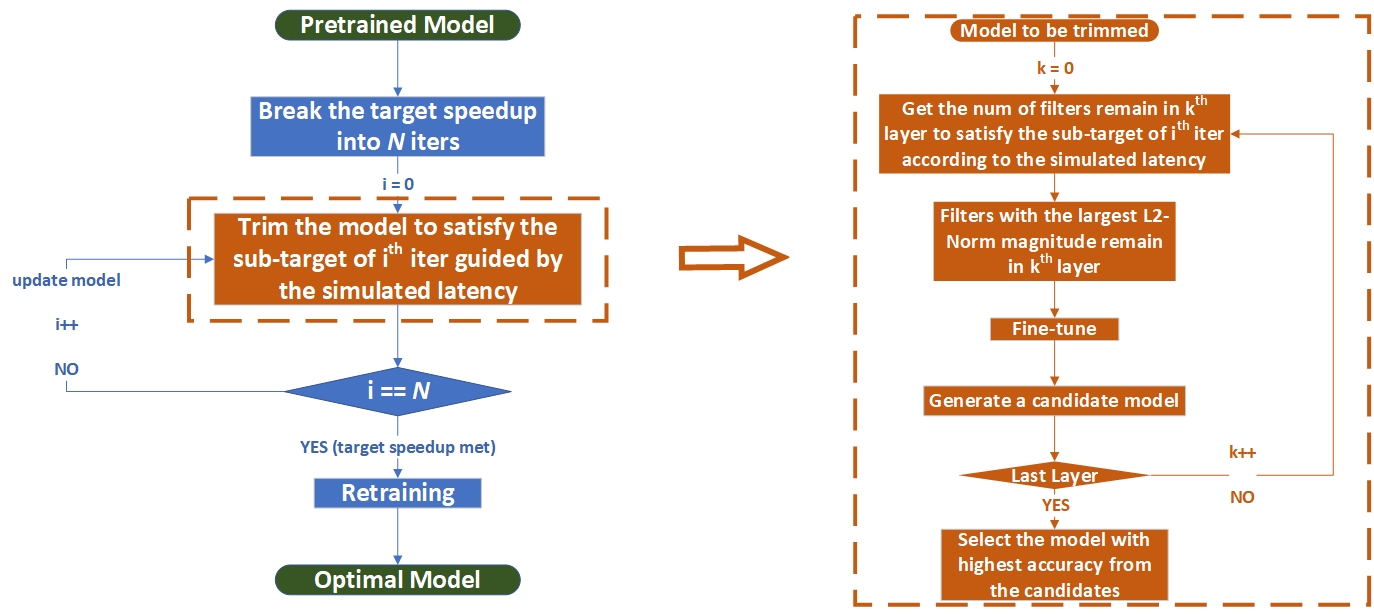 Pretrained Model
Break the target speedup
into N iters
i = 0
Trim the model to satisfy the
sub-target of ith iter guided by
the simulated latency
update model
i++
NO
i == N
YES (target speedup met)
Retraining
Optimal Model
Model to be trimmed
k = 0
Get the num of filters remain in kth
layer to satisfy the sub-target of ith iter
according to the simulated latency
Filters with the largest L2-
Norm magnitude remain
in kth layer
Fine-tune
Generate a candidate model
Last Layer
k++
NO
YES
Select the model with
highest accuracy from
the candidates